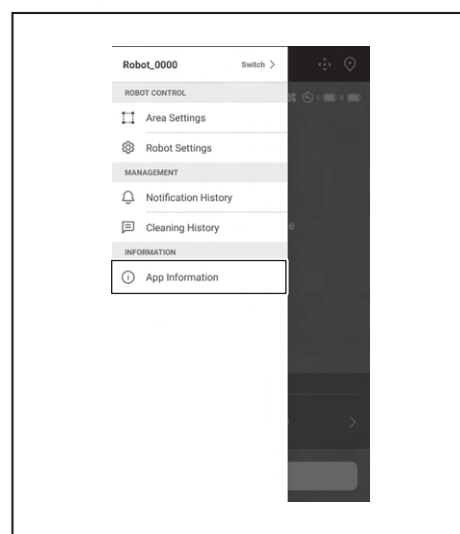 Robot_0000 Switch >
ROBOT CONTROL
Area Settings
Robot Settings
MANAGEMENT
Notification History
Cleaning History
INFORMATION
App Information